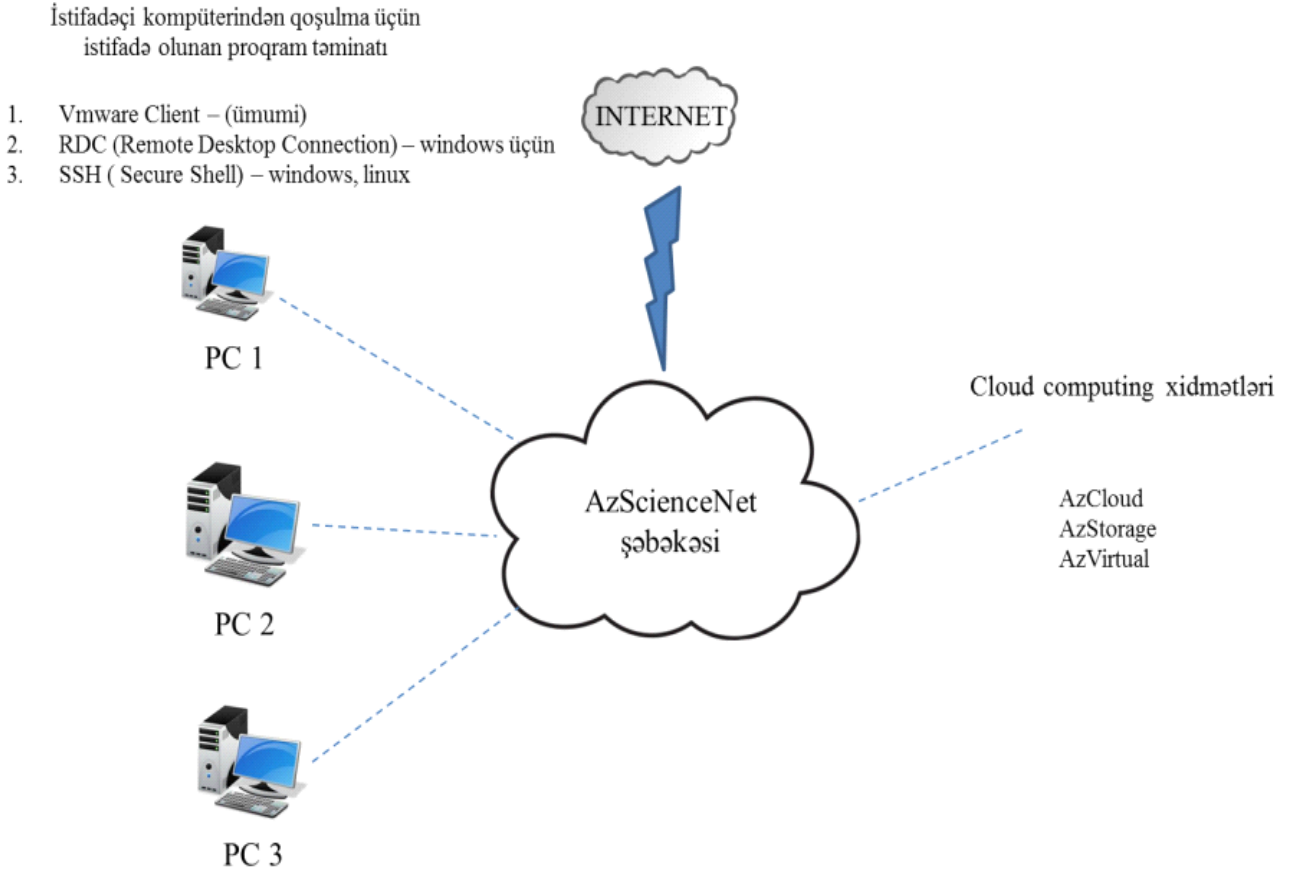 İstifadəçi kompüterindən qoşulma üçün
istifadə olunan proqram təminatı
1. Vmware Client – (ümumi)
2. RDC (Remote Desktop Connection) – windows üçün
3. SSH ( Secure Shell) – windows, linux
INTERNET
PC 1
Cloud computing xidmətləri
AzScienceNet
şəbəkəsi
AzCloud
AzStorage
AzVirtual
PC 2
PC 3